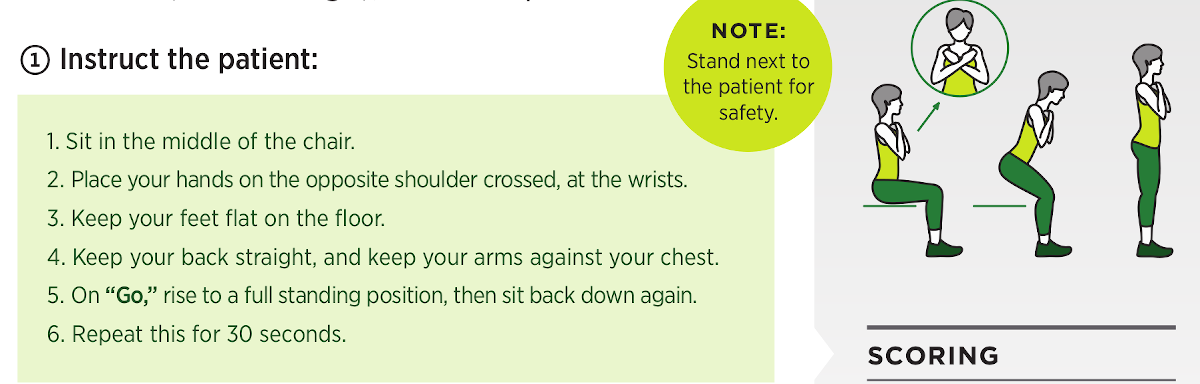 ① Instruct the patient:
1. Sit in the middle of the chair.
2. Place your hands on the opposite shoulder crossed, at the wrists.
3. Keep your feet flat on the floor.
4. Keep your back straight, and keep your arms against your chest.
5. On “Go,” rise to a full standing position, then sit back down again.
6. Repeat this for 30 seconds.
NOTE:
Stand next to
the patient for
safety.
SCORING